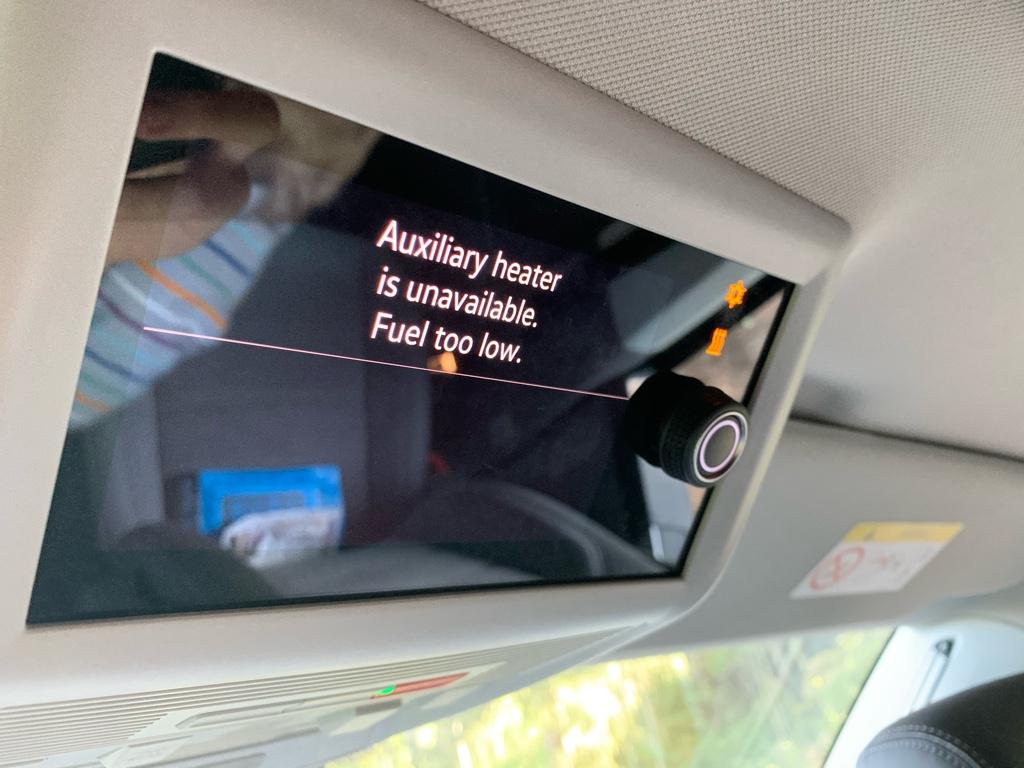 Auxiliary heater
is unavailable.
Fuel too low.